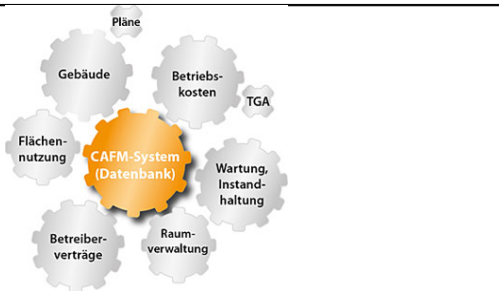 Pläne
Gebäude
Betriebs-
kosten
TGA
Flächen-
nutzung
CAFM-System
(Datenbank)
Wartung,
Instand-
haltung
Betreiber-
verträge
Raum-
verwaltung